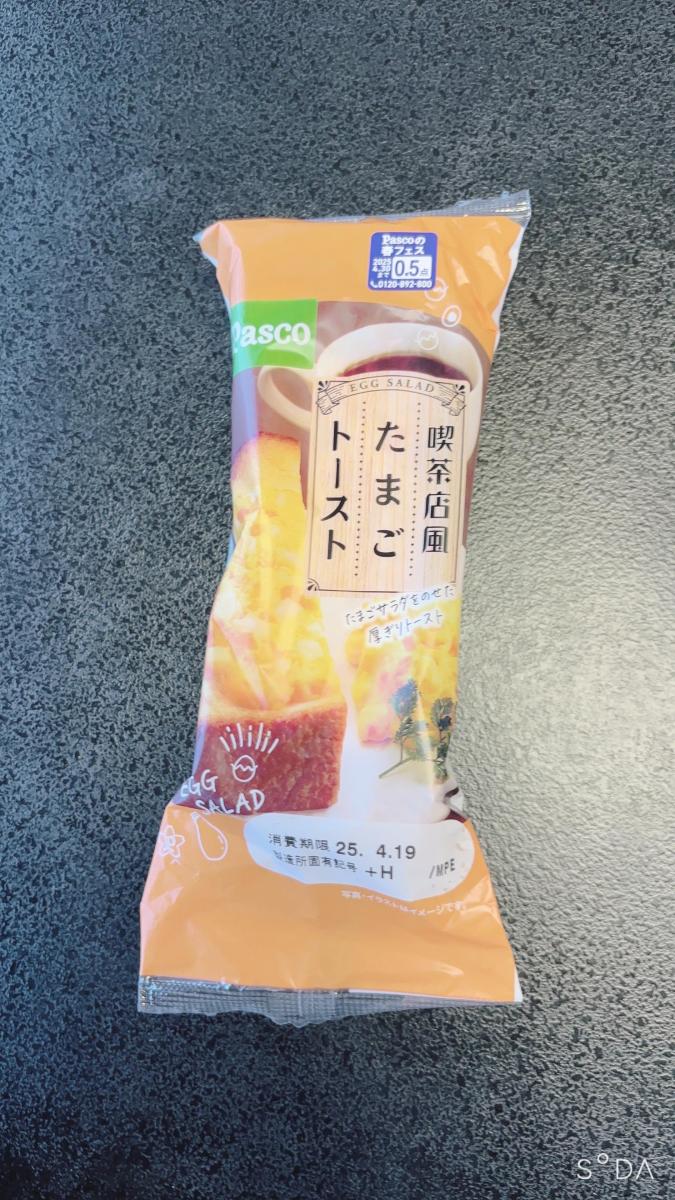 Pascoの
春フェス
2025
4.30
まで
0.5点
0120-892-800
Pasco
EGG SALAD
喫茶店風
たまご
トースト
たまごサラダをのせた
厚ぎりトースト
EGG
SALAD
消費期限 25. 4.19
製造所固有記号 +H /MPE
写真・イラストはイメージです。
SODA